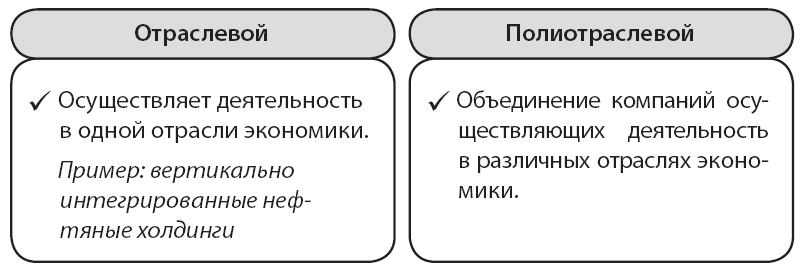 Отраслевой
✓ Осуществляет деятельность
в одной отрасли экономики.
Пример: вертикально
интегрированные неф-
тяные холдинги
Полиотраслевой
✓ Объединение компаний осу-
ществляющих деятельность
в различных отраслях эконо-
мики.